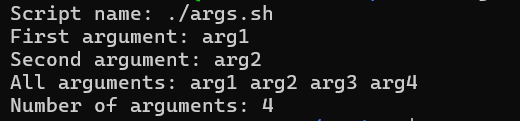 Script name: ./args.sh
First argument: arg1
Second argument: arg2
All arguments: arg1 arg2 arg3 arg4
Number of arguments: 4